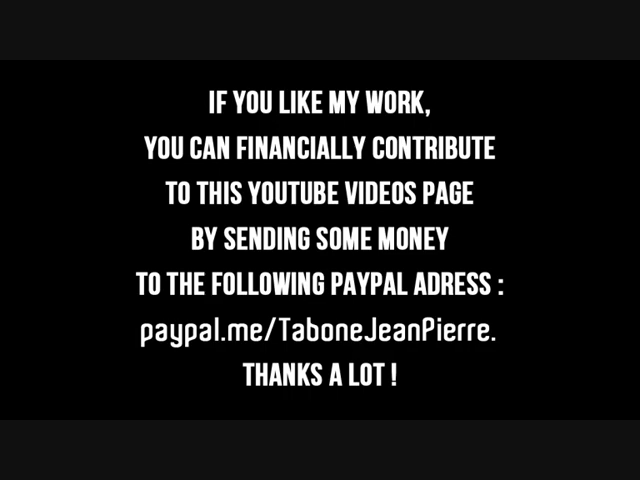 IF YOU LIKE MY WORK,
YOU CAN FINANCIALLY CONTRIBUTE
TO THIS YOUTUBE VIDEOS PAGE
BY SENDING SOME MONEY
TO THE FOLLOWING PAYPAL ADRESS :
paypal.me/TaboneJeanPierre.
THANKS A LOT !